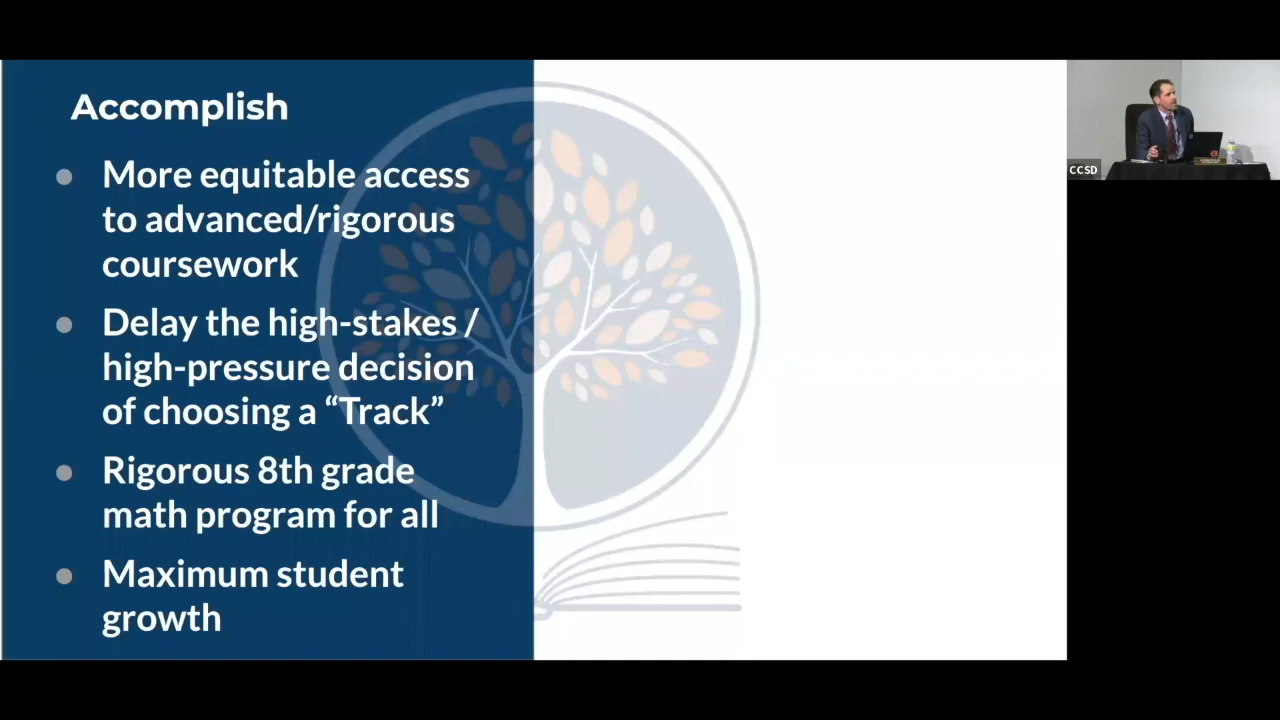 Accomplish
● More equitable access
to advanced/rigorous
coursework
● Delay the high-stakes /
high-pressure decision
of choosing a “Track”
● Rigorous 8th grade
math program for all
● Maximum student
growth
CCSD